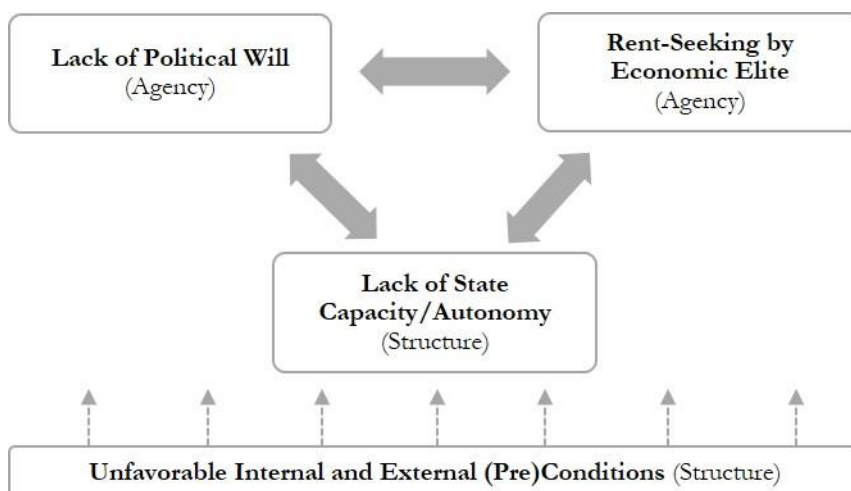 Lack of Political Will
(Agency)
Rent-Seeking by
Economic Elite
(Agency)
Lack of State
Capacity/Autonomy
(Structure)
Unfavorable Internal and External (Pre)Conditions (Structure)